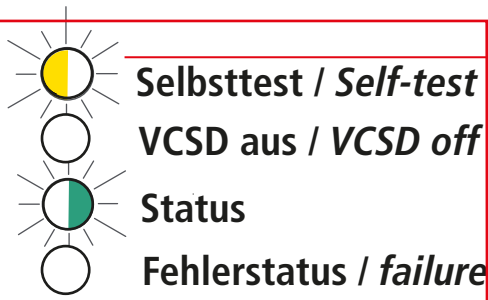 Selbsttest / Self-test
VCSD aus / VCSD off
Status
Fehlerstatus / failure